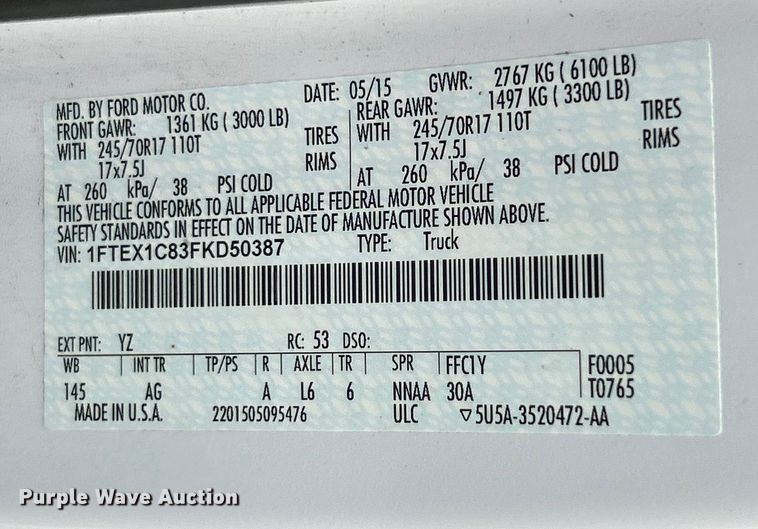 MFD. BY FORD MOTOR CO. DATE: 05/15 GVWR: 2767 KG ( 6100 LB)
FRONT GAWR: 1361 KG ( 3000 LB) REAR GAWR: 1497 KG ( 3300 LB)
WITH 245/70R17 110T TIRES WITH 245/70R17 110T TIRES
17x7.5J RIMS 17x7.5J RIMS
AT 260 kPa/ 38 PSI COLD AT 260 kPa/ 38 PSI COLD
THIS VEHICLE CONFORMS TO ALL APPLICABLE FEDERAL MOTOR VEHICLE
SAFETY STANDARDS IN EFFECT ON THE DATE OF MANUFACTURE SHOWN ABOVE.
VIN: 1FTEX1C83FKD50387 TYPE: Truck
EXT PNT: YZ RC: 53 DSO:
WB INT TR TP/PS R AXLE TR SPR FFC1Y F0005
145 AG A L6 6 NNAA 30A T0765
MADE IN U.S.A. 2201505095476 ULC ▽5U5A-3520472-AA
Purple Wave Auction